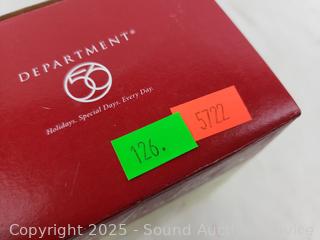 DEPARTMENT®
56
Holidays. Special Days. Every Day.
126.
5722
Copyright 2025 - Sound Auction Service